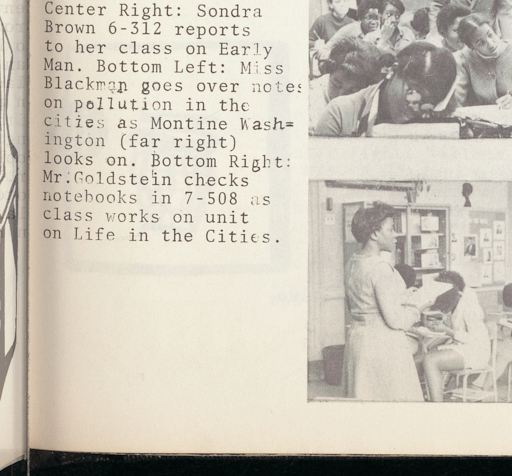 Center Right: Sondra
Brown 6-312 reports
to her class on Early
Man. Bottom Left: Miss
Blackman goes over notes
on pollution in the
cities as Montine Wash=
ington (far right)
looks on. Bottom Right:
Mr.Goldstein checks
notebooks in 7-508 as
class works on unit
on Life in the Cities.